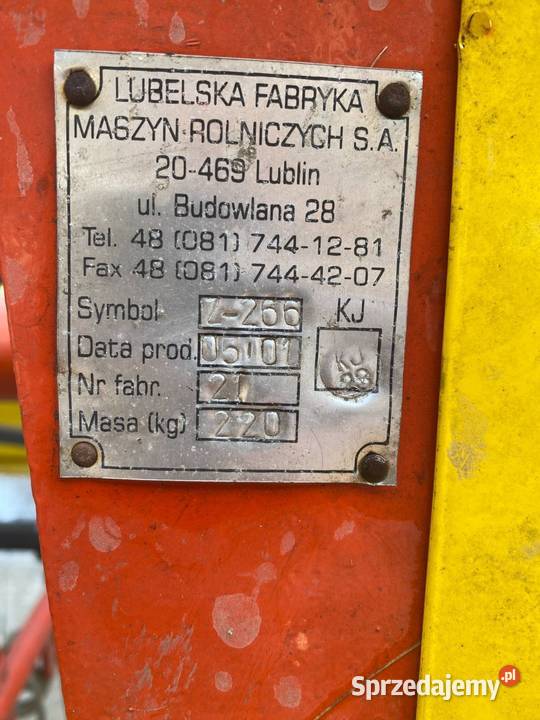 LUBELSKA FABRYKA
MASZYN ROLNICZYCH S.A.
20-469 Lublin
ul. Budowlana 28
Tel. 48 (081) 744-12-81
Fax 48 (081) 744-42-07
Symbol Z-266 KJ
Data prod. 05 01
Nr fabr. 21
Masa (kg) 220
KJ
Sprzedajemy.pl